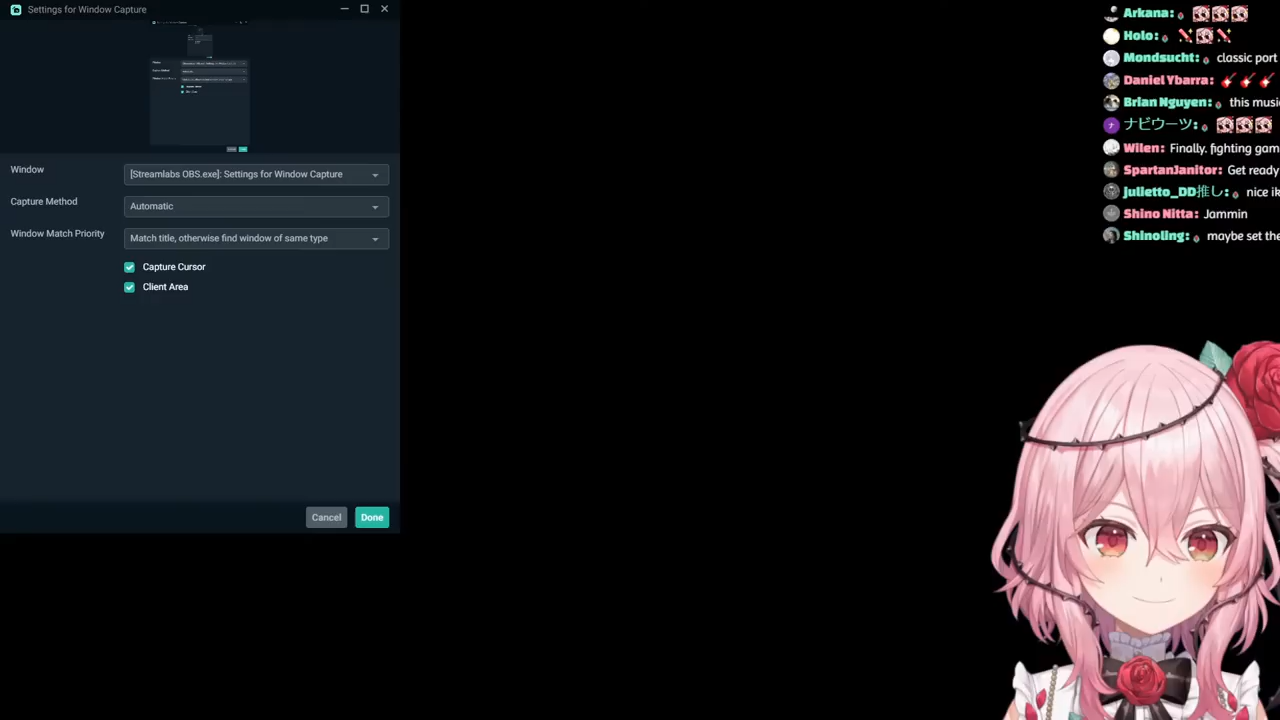 Settings for Window Capture
Window
[Streamlabs OBS.exe]: Settings for Window Capture
Capture Method
Automatic
Window Match Priority
Match title, otherwise find window of same type
Capture Cursor
Client Area
Cancel
Done
Arkana:
Holo:
Mondsucht: classic port
Daniel Ybarra:
Brian Nguyen: this musi
ナ ナビウーツ:
Wilen: Finally. fighting gam
SpartanJanitor: Get ready
julietto_DD推し: nice ik
Shino Nitta: Jammin
Shinoling: maybe set the